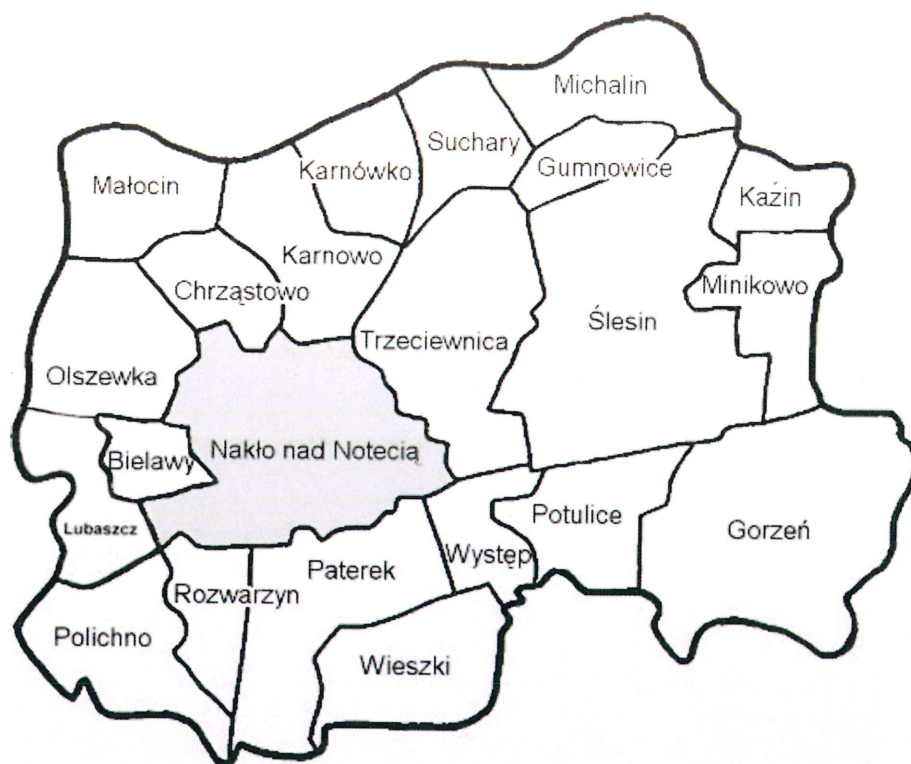 Michalin
Suchary
Karnówko
Gumnowice
Małocin
Kaźin
Karnowo
Chrząstowo
Minikowo
Ślesin
Trzeciewnica
Olszewka
Nakło nad Notecią
Bielawy
Potulice
Lubaszcz
Gorzeń
Występ
Paterek
Rozwarzyn
Polichno
Wieszki